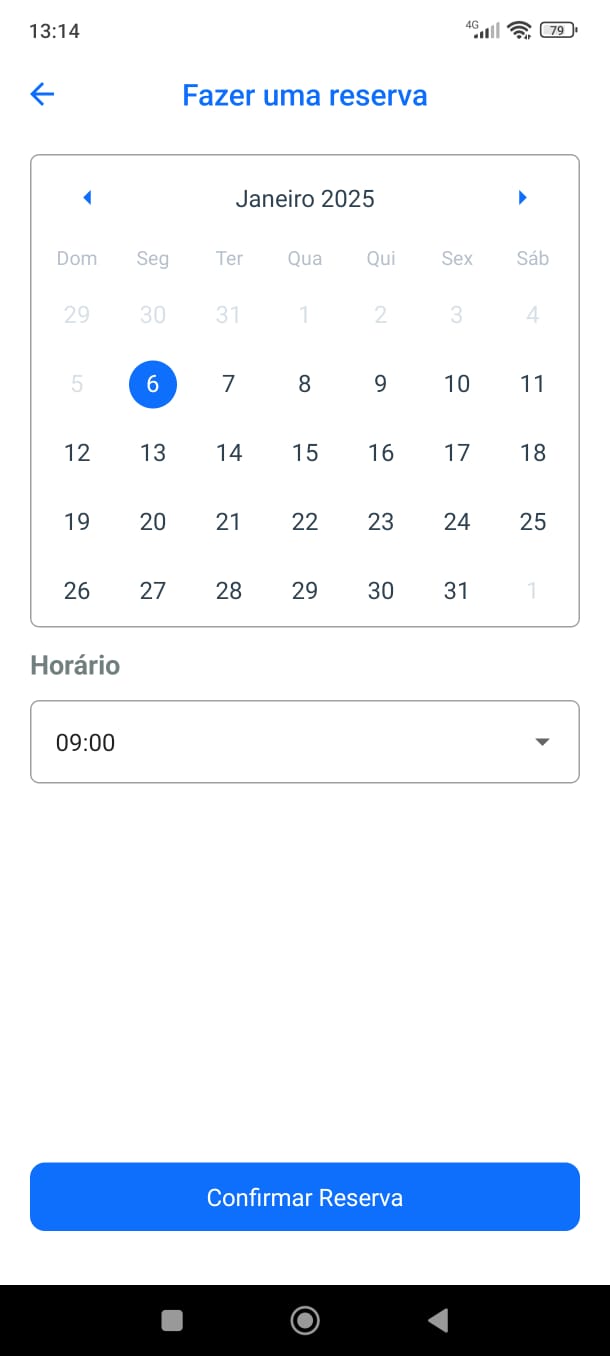 13:14 4G 79
Fazer uma reserva
Janeiro 2025
Dom Seg Ter Qua Qui Sex Sáb
29 30 31 1 2 3 4
5 6 7 8 9 10 11
12 13 14 15 16 17 18
19 20 21 22 23 24 25
26 27 28 29 30 31 1
Horário
09:00
Confirmar Reserva